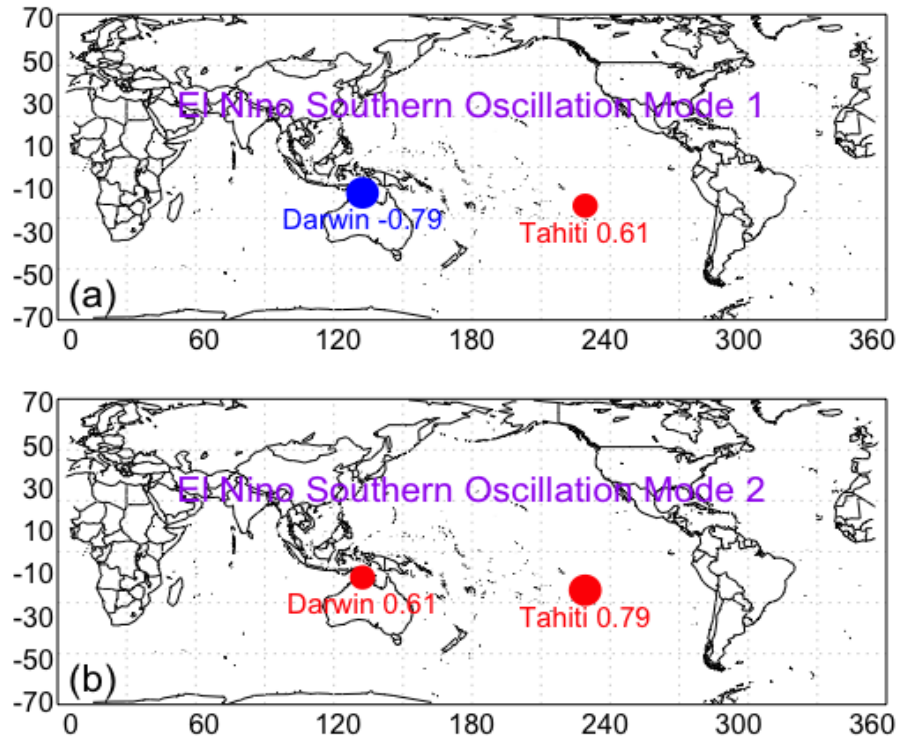 70
50
30
10
-10
-30
-50
-70
El Nino Southern Oscillation Mode 1
Darwin -0.79
Tahiti 0.61
(a)
0 60 120 180 240 300 360
70
50
30
10
-10
-30
-50
-70
El Nino Southern Oscillation Mode 2
Darwin 0.61
Tahiti 0.79
(b)
0 60 120 180 240 300 360